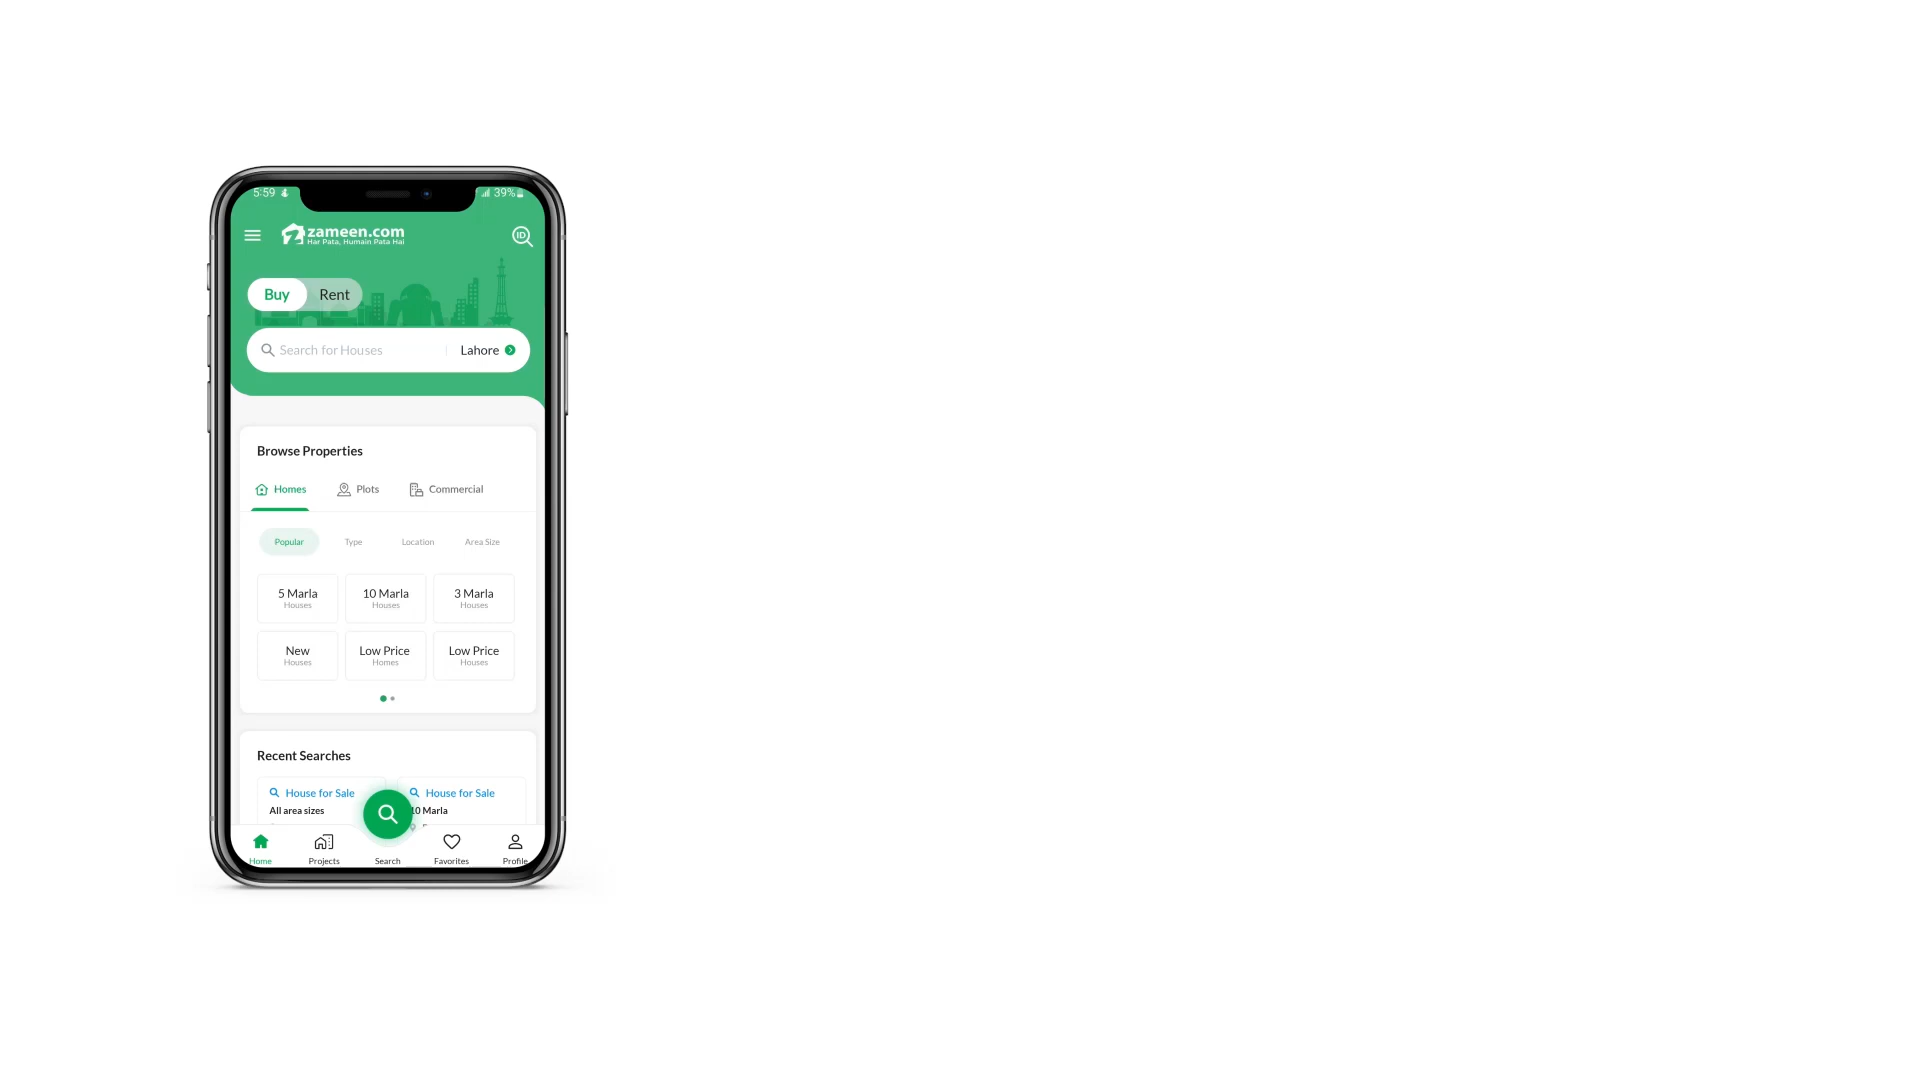 5:59 39%
zameen.com
Har Pata, Humain Pata Hai
ID
Buy Rent
Search for Houses Lahore
Browse Properties
Homes Plots Commercial
Popular Type Location Area Size
5 Marla 10 Marla 3 Marla
Houses Houses Houses
New Low Price Low Price
Houses Homes Houses
Recent Searches
House for Sale House for Sale
All area sizes 10 Marla
Home Projects Search Favorites Profile